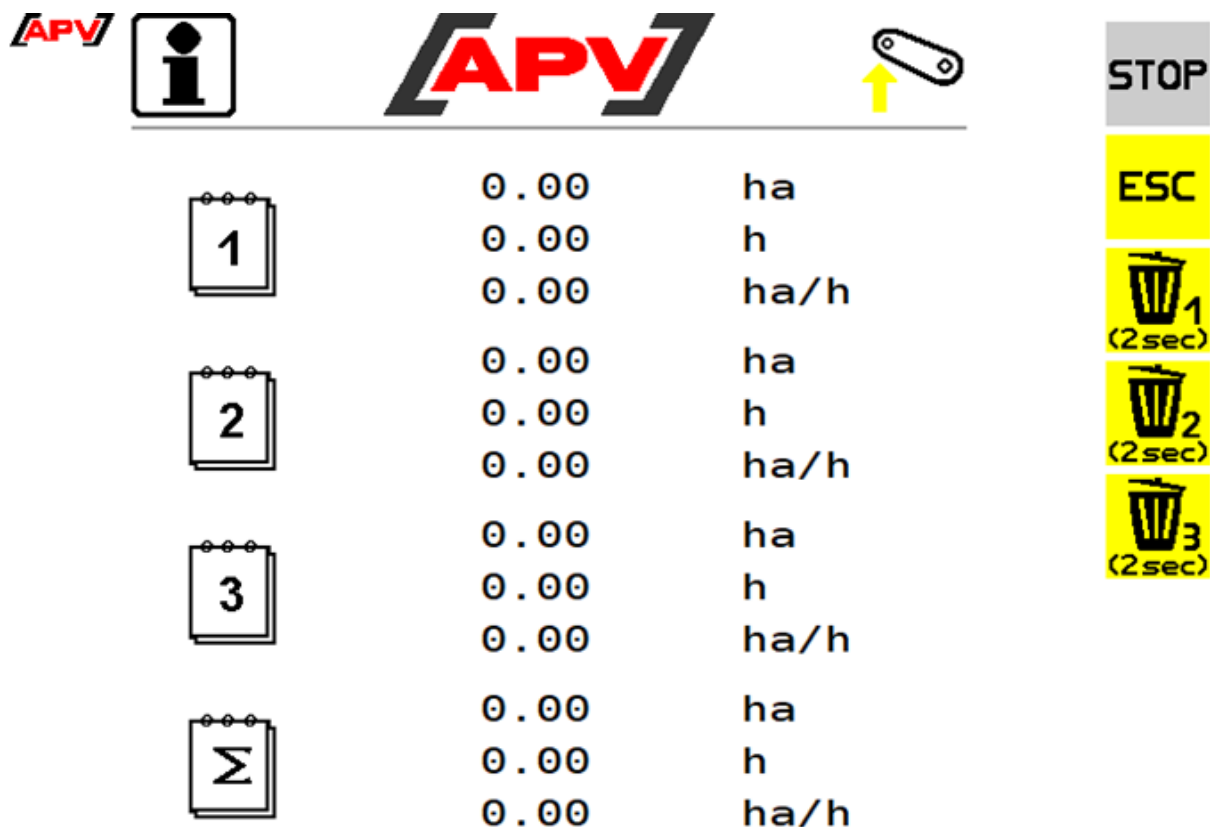 [APV]
i
[APV]
STOP
ESC
1
0.00 ha
0.00 h
0.00 ha/h
1
(2sec)
2
0.00 ha
0.00 h
0.00 ha/h
2
(2sec)
3
0.00 ha
0.00 h
0.00 ha/h
3
(2sec)
Σ
0.00 ha
0.00 h
0.00 ha/h